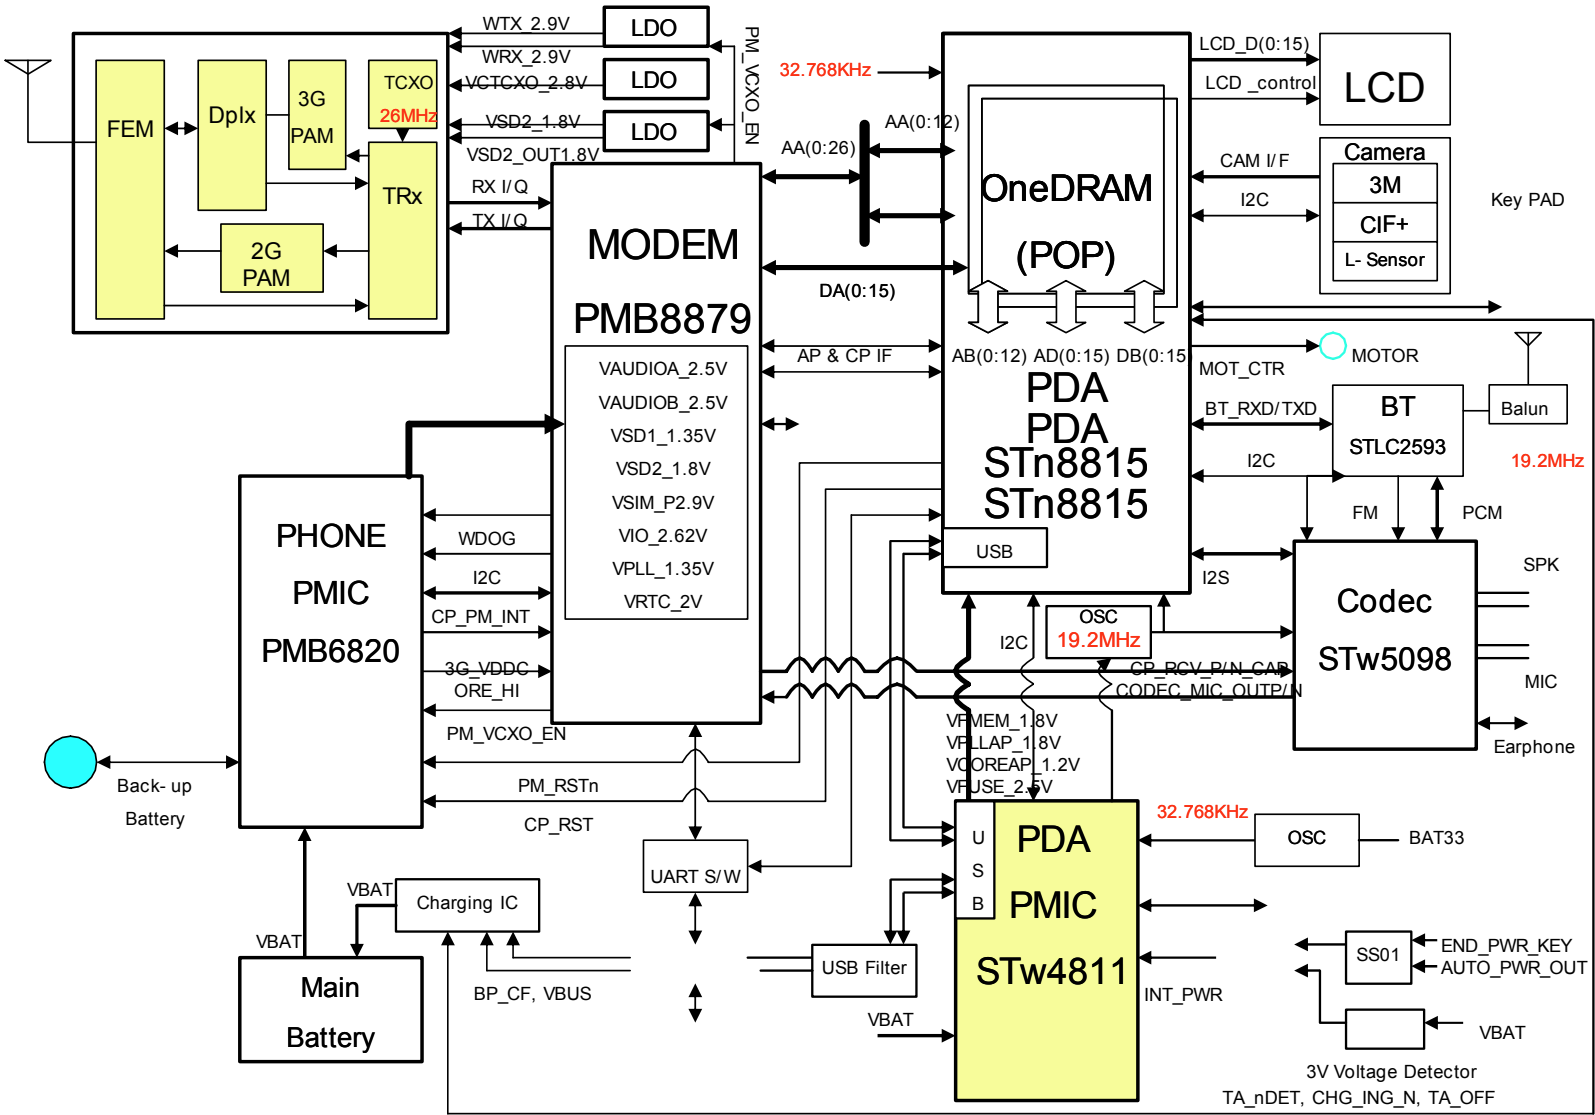 WTX_2.9V
LDO
WRX_2.9V
PM_VCXO_EN
VCTCXO_2.8V
LDO
VSD2_1.8V
LDO
VSD2_OUT1.8V
RX I/Q
TX I/Q
FEM
Dplx
3G
PAM
TCXO
26MHz
TRx
2G
PAM
MODEM
PMB8879
VAUDIOA_2.5V
VAUDIOB_2.5V
VSD1_1.35V
VSD2_1.8V
VSIM_P2.9V
VIO_2.62V
VPLL_1.35V
VRTC_2V
32.768KHz
AA(0:12)
AA(0:26)
DA(0:15)
AP & CP IF
OneDRAM
(POP)
AB(0:12) AD(0:15) DB(0:15)
PDA
PDA
STn8815
STn8815
USB
LCD_D(0:15)
LCD _control
LCD
Camera
3M
CIF+
L- Sensor
CAM I/F
I2C
Key PAD
MOT_CTR
MOTOR
BT_RXD/TXD
BT
STLC2593
Balun
19.2MHz
I2C
FM
PCM
I2S
Codec
STw5098
SPK
MIC
Earphone
OSC
19.2MHz
I2C
CP_RCV_P/N_CAP
CODEC_MIC_OUTP/N
VFMEM_1.8V
VPLLAP_1.8V
VCOREAP_1.2V
VFUSE_2.5V
PHONE
PMIC
PMB6820
WDOG
I2C
CP_PM_INT
3G_VDDC
ORE_HI
PM_VCXO_EN
PM_RSTn
CP_RST
Back- up
Battery
UART S/W
Charging IC
VBAT
VBAT
Main
Battery
BP_CF, VBUS
USB Filter
VBAT
U
S
B
PDA
PMIC
STw4811
32.768KHz
OSC
BAT33
INT_PWR
SS01
END_PWR_KEY
AUTO_PWR_OUT
VBAT
3V Voltage Detector
TA_nDET, CHG_ING_N, TA_OFF